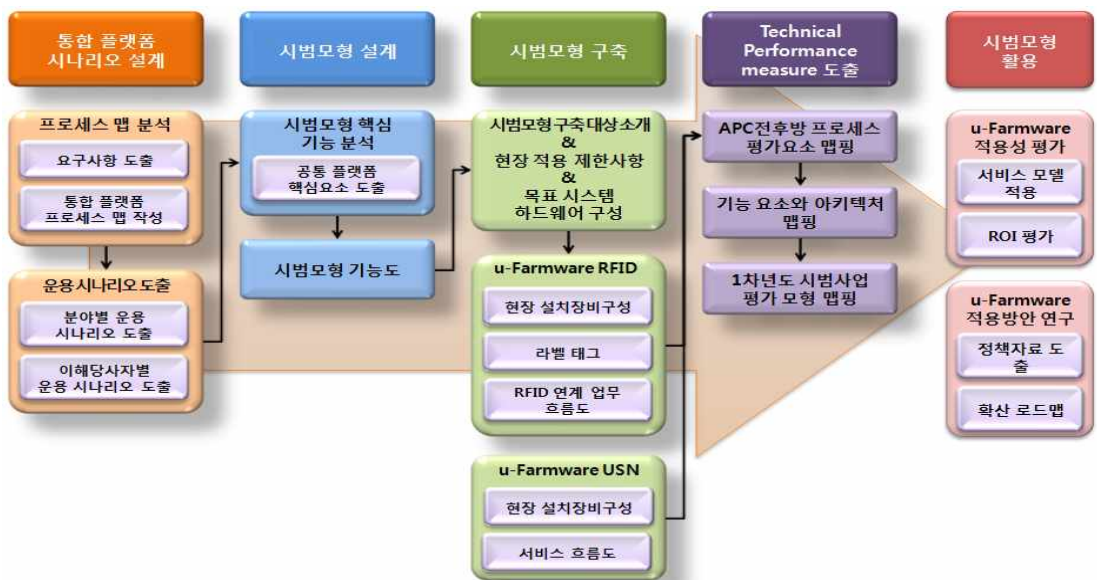 통합 플랫폼
시나리오 설계
프로세스 맵 분석
요구사항 도출
통합 플랫폼
프로세스 맵 작성
운용 시나리오 도출
분야별 운용
시나리오 도출
이해당사자별
운용 시나리오 도출
시범모형 설계
시범모형 핵심
기능 분석
공통 플랫폼
핵심요소 도출
시범모형 기능도
시범모형 구축
시범모형 구축 대상 소개
&
현장 적용 제한사항
&
목표 시스템
하드웨어 구성
u-Farmware RFID
현장 설치장비구성
라벨 태그
RFID 연계 업무
흐름도
u-Farmware USN
현장 설치장비구성
서비스 흐름도
Technical
Performance
measure 도출
APC전후방 프로세스
평가요소 맵핑
기능 요소와 아키텍처
맵핑
1차년도 시범사업
평가 모형 맵핑
시범모형
활용
u-Farmware
적용성 평가
서비스 모델
적용
ROI 평가
u-Farmware
적용방안 연구
정책자료 도
출
확산 로드맵